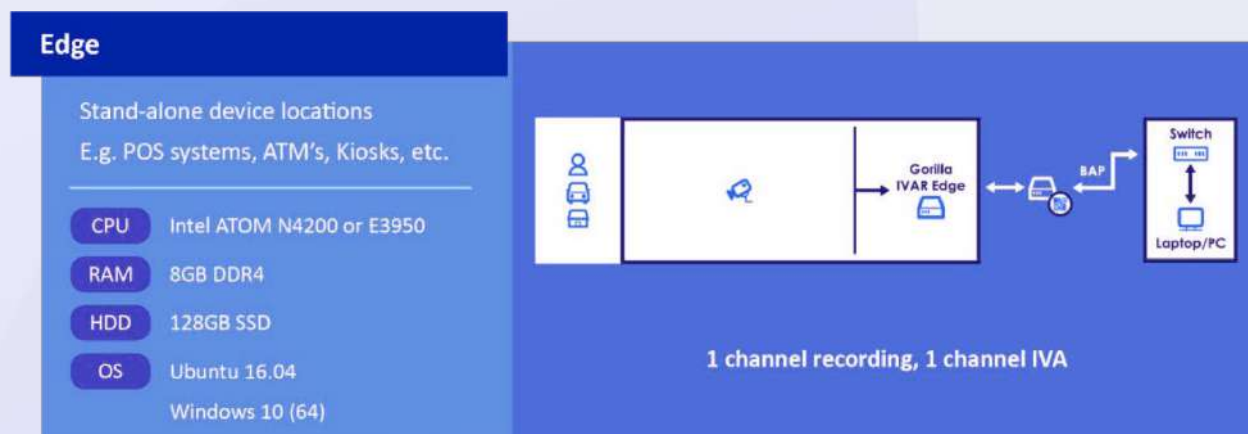 Edge
Stand-alone device locations
E.g. POS systems, ATM's, Kiosks, etc.
CPU Intel ATOM N4200 or E3950
RAM 8GB DDR4
HDD 128GB SSD
OS Ubuntu 16.04
Windows 10 (64)
Gorilla
IVAR Edge
BAP
Switch
Laptop/PC
1 channel recording, 1 channel IVA